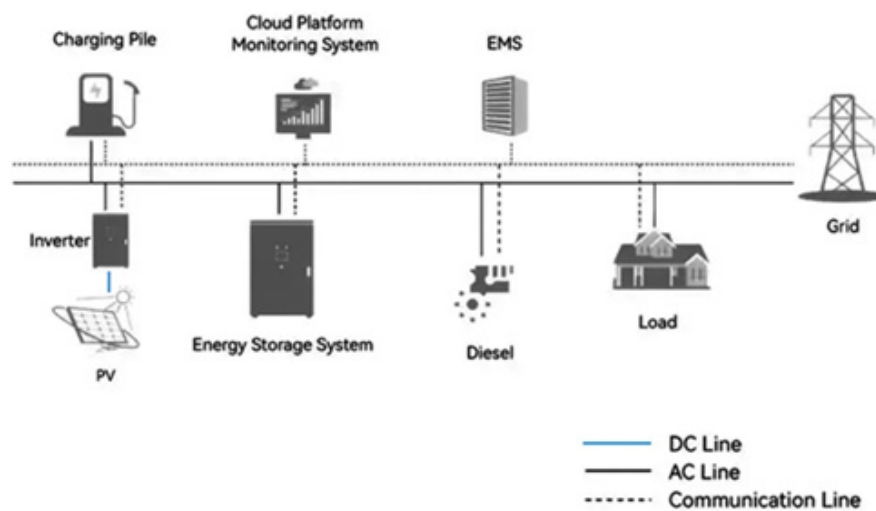 Charging Pile
Cloud Platform
Monitoring System
EMS
Grid
Inverter
PV
Energy Storage System
Diesel
Load
DC Line
AC Line
Communication Line